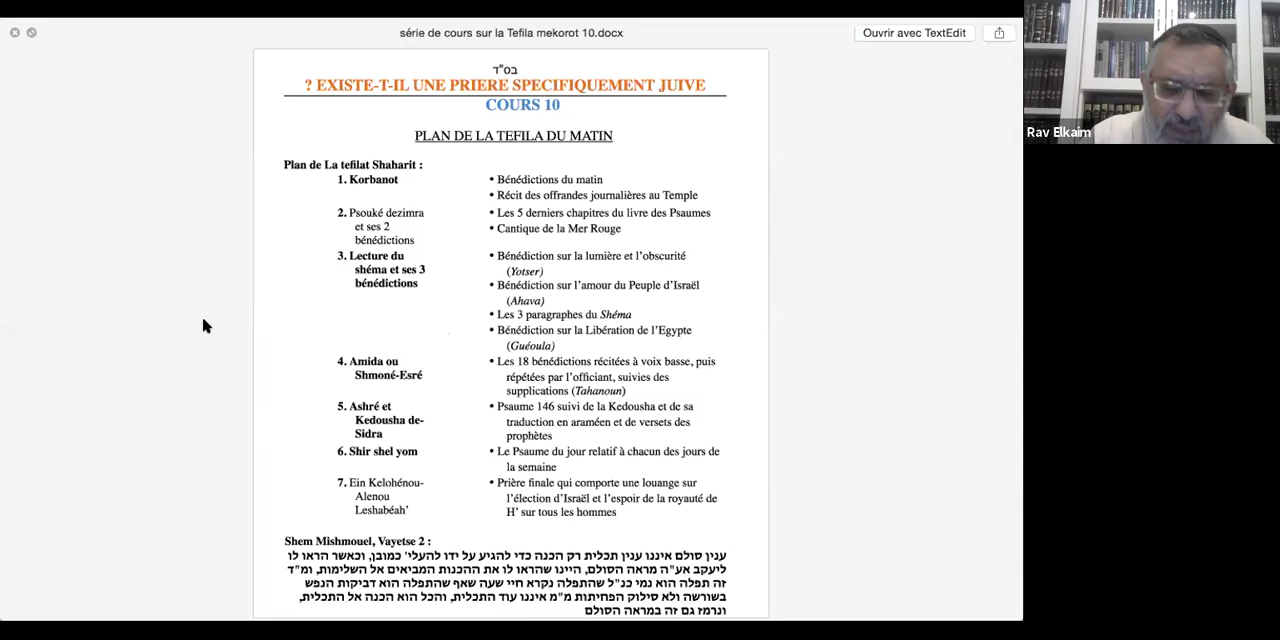 série de cours sur la Tefila mekorot 10.docx
Ouvrir avec TextEdit
Rav Elkaim
בס"ד
? EXISTE-T-IL UNE PRIERE SPECIFIQUEMENT JUIVE
COURS 10
PLAN DE LA TEFILA DU MATIN
Plan de La tefilat Shaharit :
1. Korbanot
• Bénédictions du matin
• Récit des offrandes journalières au Temple
2. Psouké dezimra
et ses 2
bénédictions
• Les 5 derniers chapitres du livre des Psaumes
• Cantique de la Mer Rouge
3. Lecture du
shéma et ses 3
bénédictions
• Bénédiction sur la lumière et l'obscurité
(Yotser)
• Bénédiction sur l'amour du Peuple d'Israël
(Ahava)
• Les 3 paragraphes du Shéma
• Bénédiction sur la Libération de l'Egypte
(Guéoula)
4. Amida ou
Shmoné-Esré
• Les 18 bénédictions récitées à voix basse, puis
répétées par l'officiant, suivies des
supplications (Tahanoun)
5. Ashré et
Kedousha de-
Sidra
• Psaume 146 suivi de la Kedousha et de sa
traduction en araméen et de versets des
prophètes
6. Shir shel yom
• Le Psaume du jour relatif à chacun des jours de
la semaine
7. Ein Kelohénou-
Alenou
Leshabéah'
• Prière finale qui comporte une louange sur
l'élection d'Israël et l'espoir de la royauté de
H' sur tous les hommes
Shem Mishmouel, Vayetse 2 :
ענין סולם איננו ענין תכלית רק הכנה כדי להגיע על ידו להעלי' כמובן, וכאשר הראו לו
ליעקב אע"ה מראה הסולם, היינו שהראו לו את ההכנות המביאים אל השלימות, ומ"ד
זה תפלה הוא נמי כנ"ל שהתפלה נקרא חיי שעה שאף שהתפלה הוא דביקות הנפש
בשורשה ולא סילוק הפחיתות מ"מ איננו עוד התכלית, והכל הוא הכנה אל התכלית,
ונרמז גם זה במראה הסולם